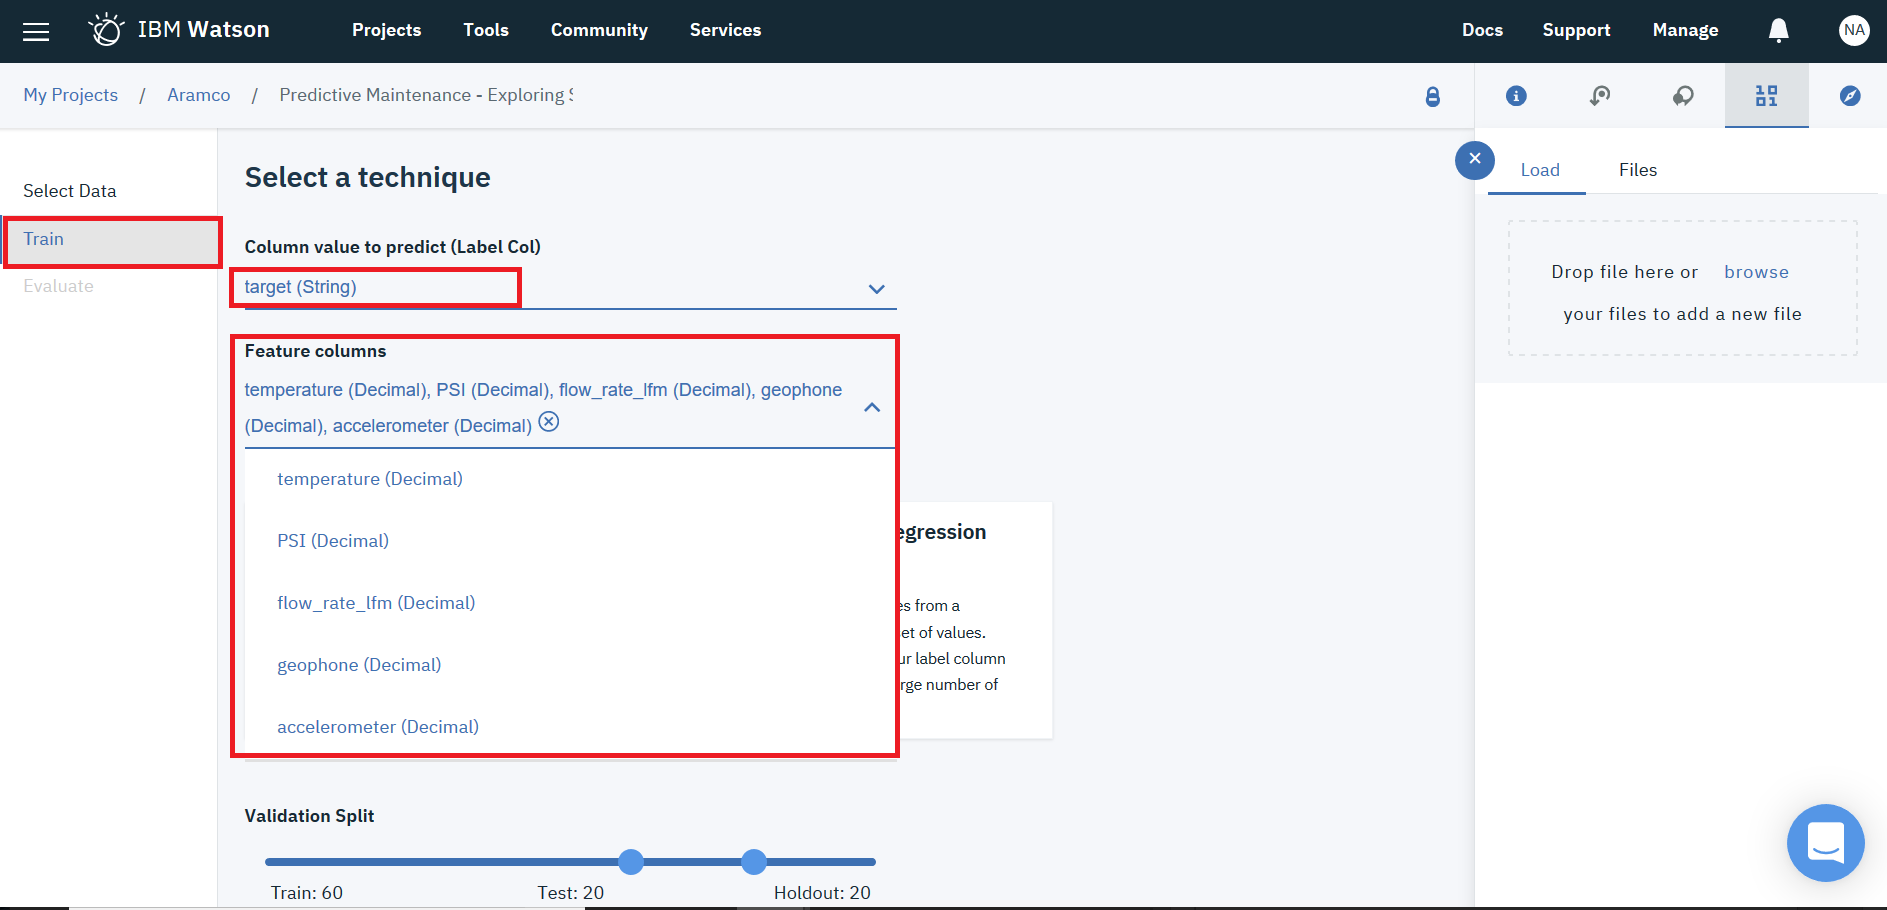 IBM Watson Projects Tools Community Services Docs Support Manage NA
My Projects / Aramco / Predictive Maintenance - Exploring
Select Data
Train
Evaluate
Select a technique
Column value to predict (Label Col)
target (String)
Feature columns
temperature (Decimal), PSI (Decimal), flow_rate_lfm (Decimal), geophone
(Decimal), accelerometer (Decimal)
temperature (Decimal)
PSI (Decimal)
flow_rate_lfm (Decimal)
geophone (Decimal)
accelerometer (Decimal)
egression
es from a
et of values.
ur label column
rge number of
Validation Split
Train: 60 Test: 20 Holdout: 20
Load Files
Drop file here or browse
your files to add a new file